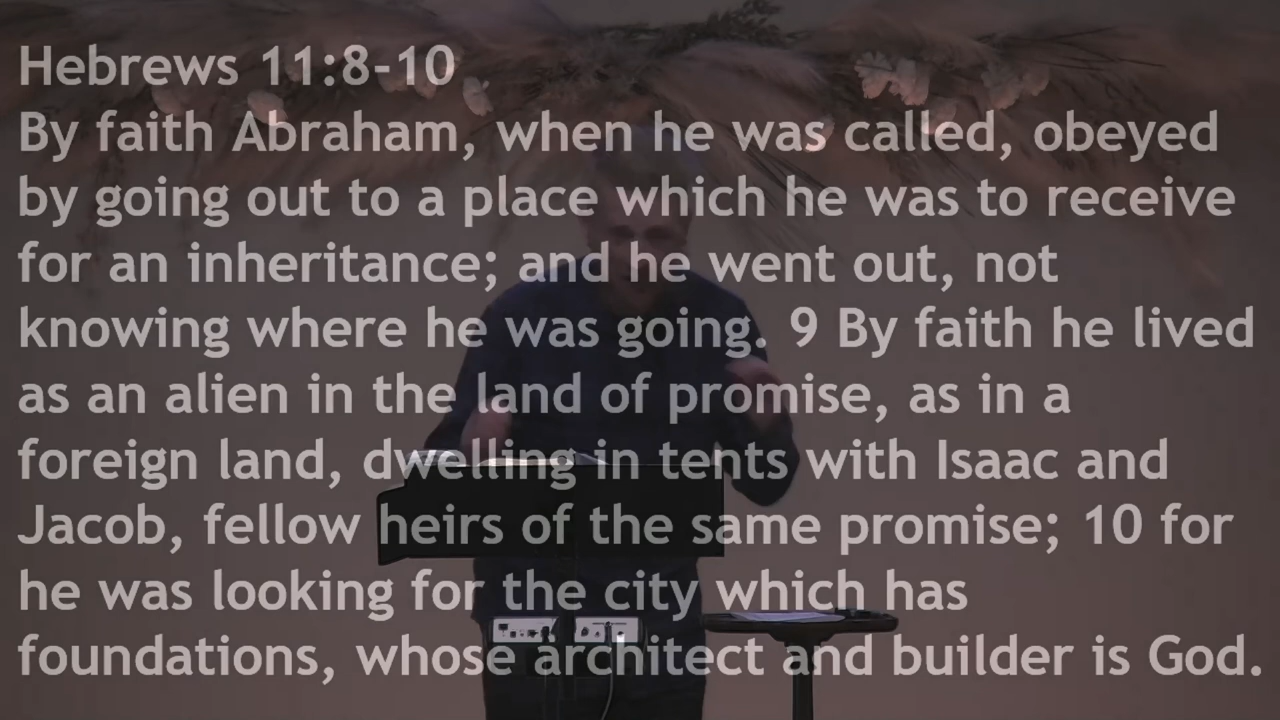 Hebrews 11:8-10
By faith Abraham, when he was called, obeyed
by going out to a place which he was to receive
for an inheritance; and he went out, not
knowing where he was going. 9 By faith he lived
as an alien in the land of promise, as in a
foreign land, dwelling in tents with Isaac and
Jacob, fellow heirs of the same promise; 10 for
he was looking for the city which has
foundations, whose architect and builder is God.